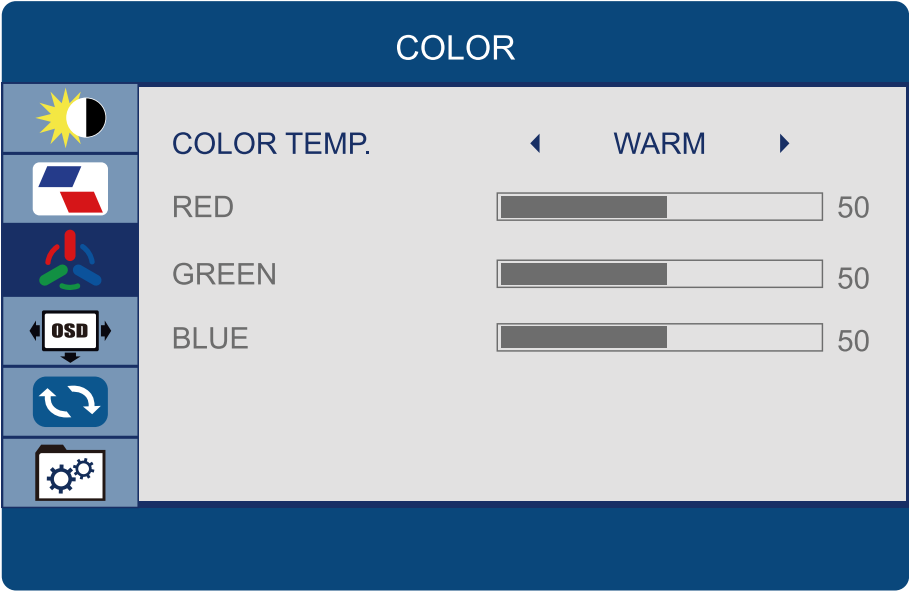 COLOR
COLOR TEMP. WARM
RED 50
GREEN 50
OSD
BLUE 50